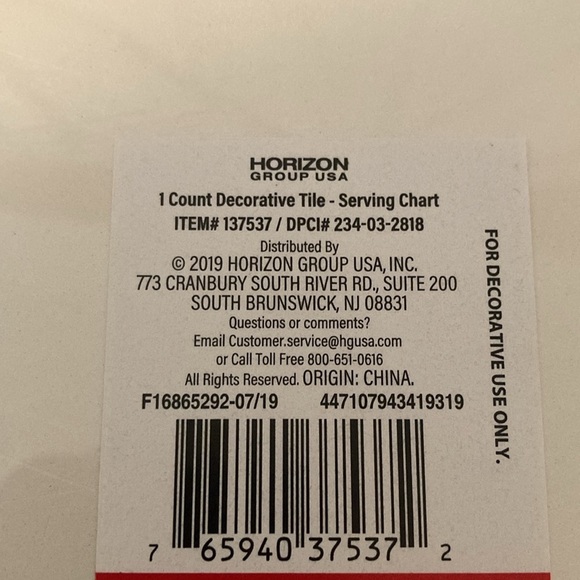 HORIZON
GROUP USA
1 Count Decorative Tile - Serving Chart
ITEM# 137537 / DPCI# 234-03-2818
Distributed By
© 2019 HORIZON GROUP USA, INC.
773 CRANBURY SOUTH RIVER RD., SUITE 200
SOUTH BRUNSWICK, NJ 08831
Questions or comments?
Email Customer.service@hgusa.com
or Call Toll Free 800-651-0616
All Rights Reserved. ORIGIN: CHINA.
F16865292-07/19 447107943419319
7 65940 37537 2
FOR DECORATIVE USE ONLY.